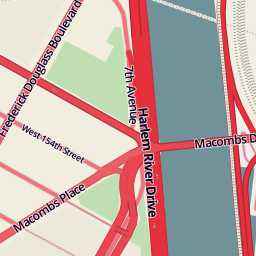 Frederick Douglass Boulevard
7th Avenue
Harlem River Drive
West 154th Street
Macombs D
Macombs Place